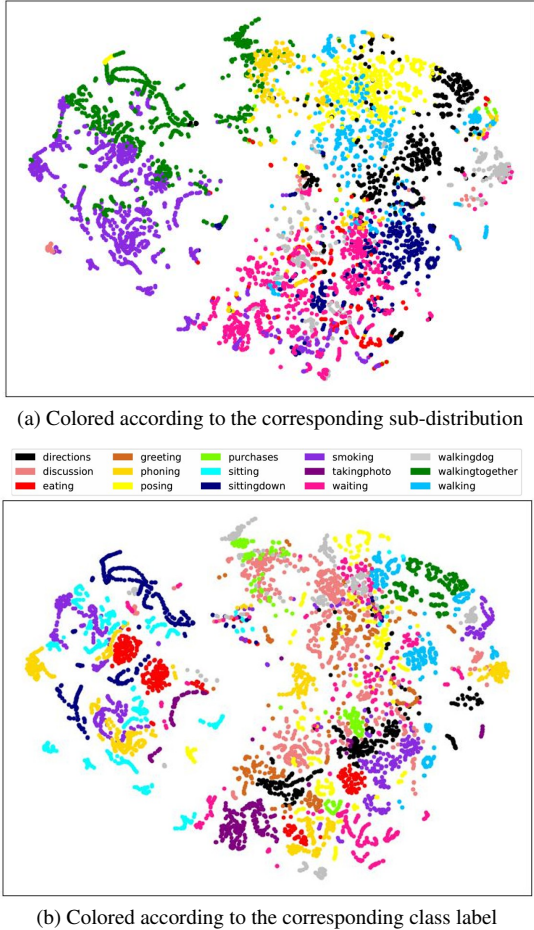 (a) Colored according to the corresponding sub-distribution
directions greeting purchases smoking walkingdog
discussion phoning sitting takingphoto walkingtogether
eating posing sittingdown waiting walking
(b) Colored according to the corresponding class label